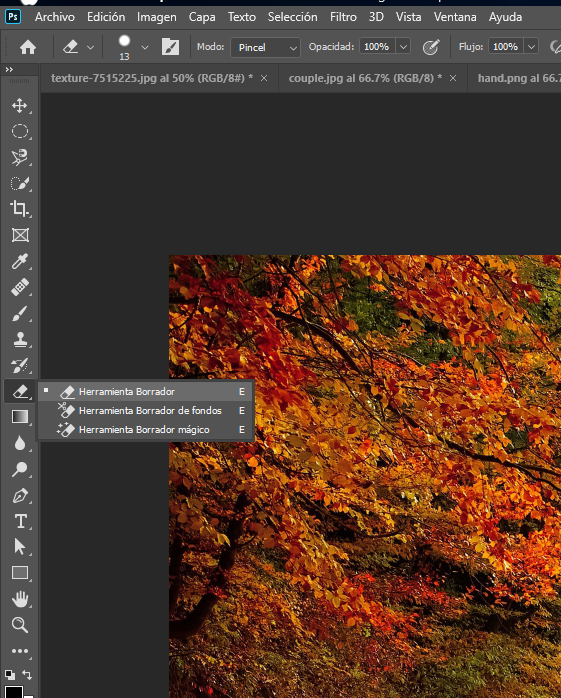 Ps Archivo Edición Imagen Capa Texto Selección Filtro 3D Vista Ventana Ayuda
13 Modo: Pincel Opacidad: 100% Flujo: 100%
texture-7515225.jpg al 50% (RGB/8#) * × couple.jpg al 66.7% (RGB/8) * × hand.png al 66.7
Herramienta Borrador E
Herramienta Borrador de fondos E
Herramienta Borrador mágico E